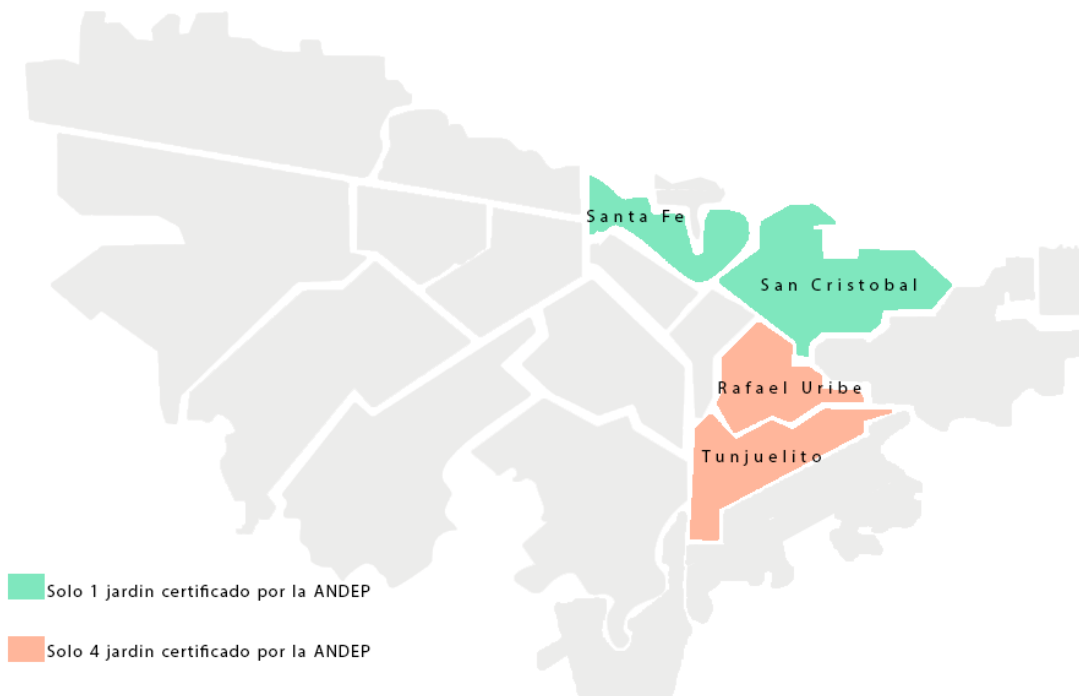 Santa Fe
San Cristobal
Rafael Uribe
Tunjuelito
Solo 1 jardin certificado por la ANDEP
Solo 4 jardin certificado por la ANDEP